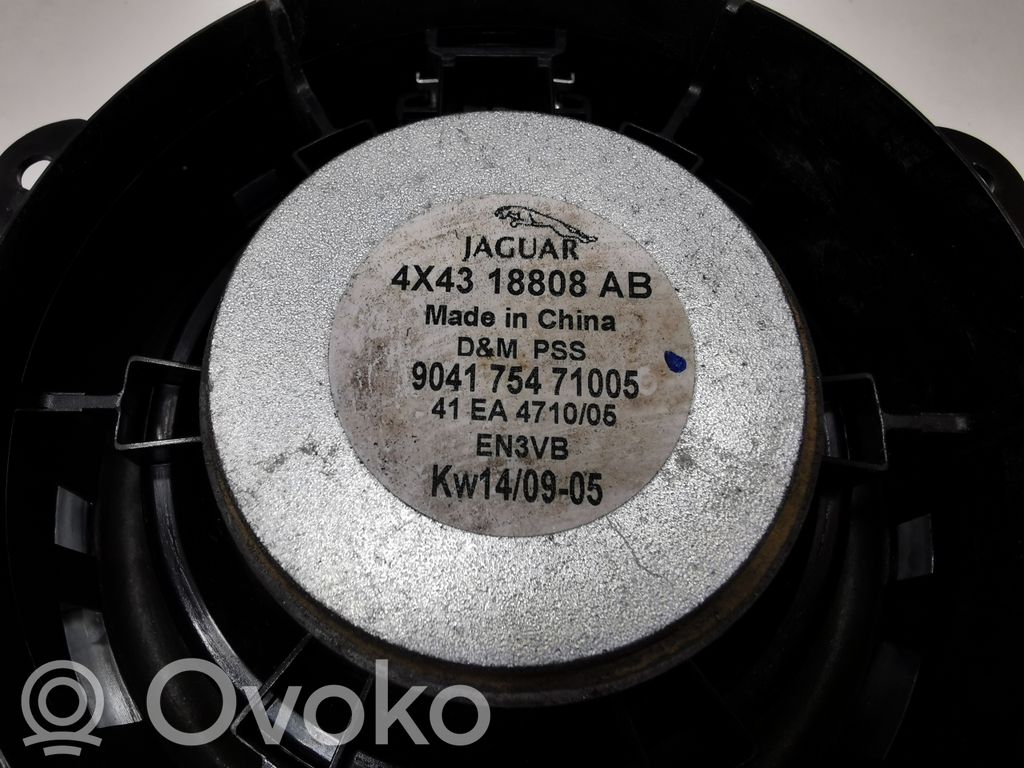 JAGUAR
4X43 18808 AB
Made in China
D&M PSS
9041 754 71005
41 EA 4710/05
EN3VB
Kw14/09-05
Ovoko